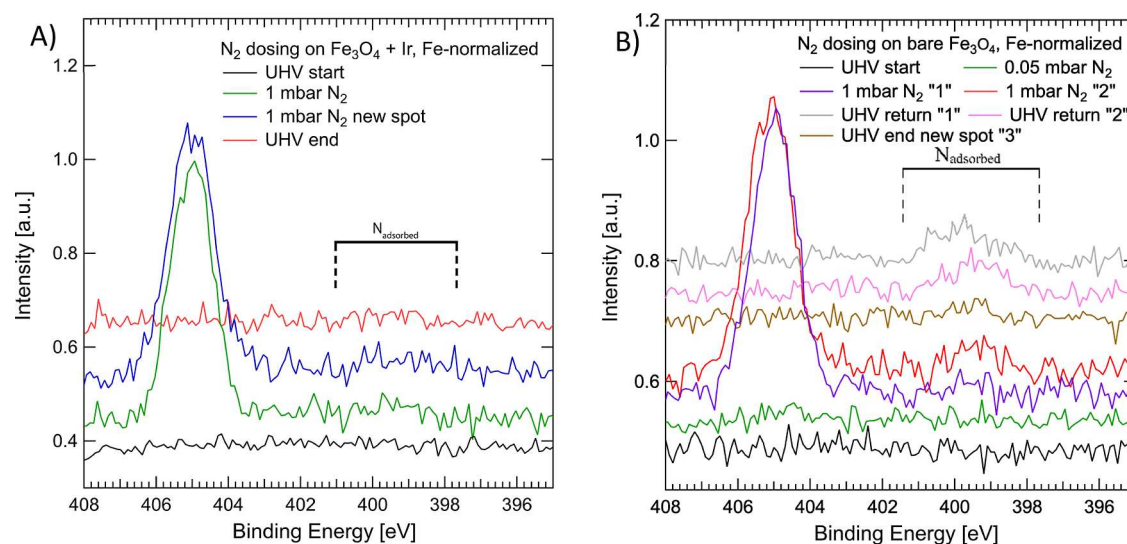 A)
N₂ dosing on Fe₃O₄ + Ir, Fe-normalized
UHV start
1 mbar N₂
1 mbar N₂ new spot
UHV end
Nadsorbed
1.2
1.0
0.8
0.6
0.4
Intensity [a.u.]
408 406 404 402 400 398 396
Binding Energy [eV]
B)
N₂ dosing on bare Fe₃O₄, Fe-normalized
UHV start 0.05 mbar N₂
1 mbar N₂ "1" 1 mbar N₂ "2"
UHV return "1" UHV return "2"
UHV end new spot "3"
Nadsorbed
1.2
1.0
0.8
0.6
Intensity [a.u.]
408 406 404 402 400 398 396
Binding Energy [eV]